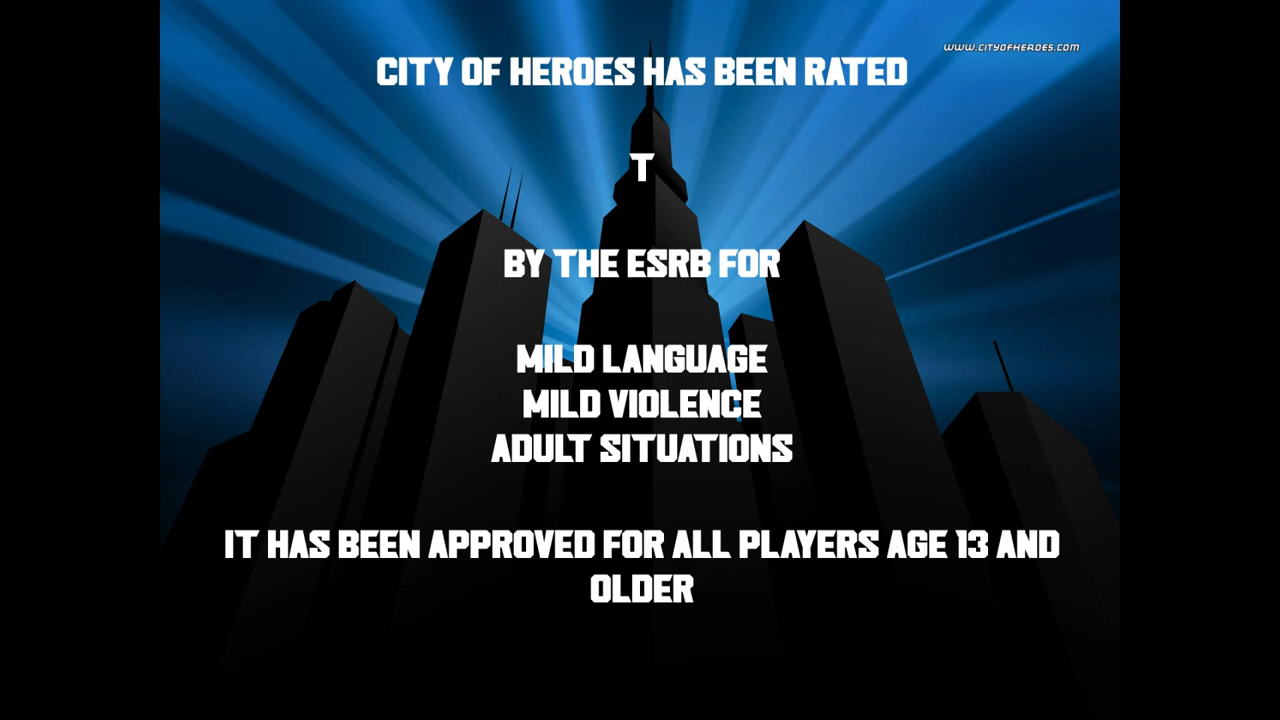 WWW.CITYOFHEROES.COM
CITY OF HEROES HAS BEEN RATED
T
BY THE ESRB FOR
MILD LANGUAGE
MILD VIOLENCE
ADULT SITUATIONS
IT HAS BEEN APPROVED FOR ALL PLAYERS AGE 13 AND
OLDER